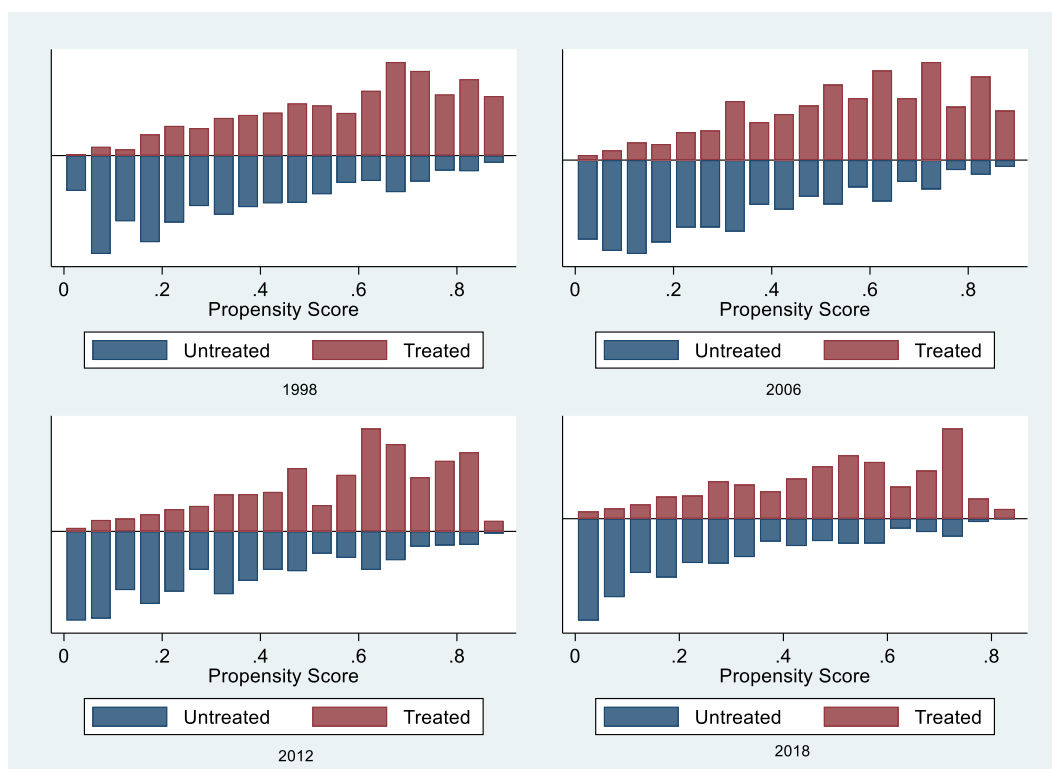 0 .2 .4 .6 .8
Propensity Score
Untreated Treated
1998
0 .2 .4 .6 .8
Propensity Score
Untreated Treated
2006
0 .2 .4 .6 .8
Propensity Score
Untreated Treated
2012
0 .2 .4 .6 .8
Propensity Score
Untreated Treated
2018